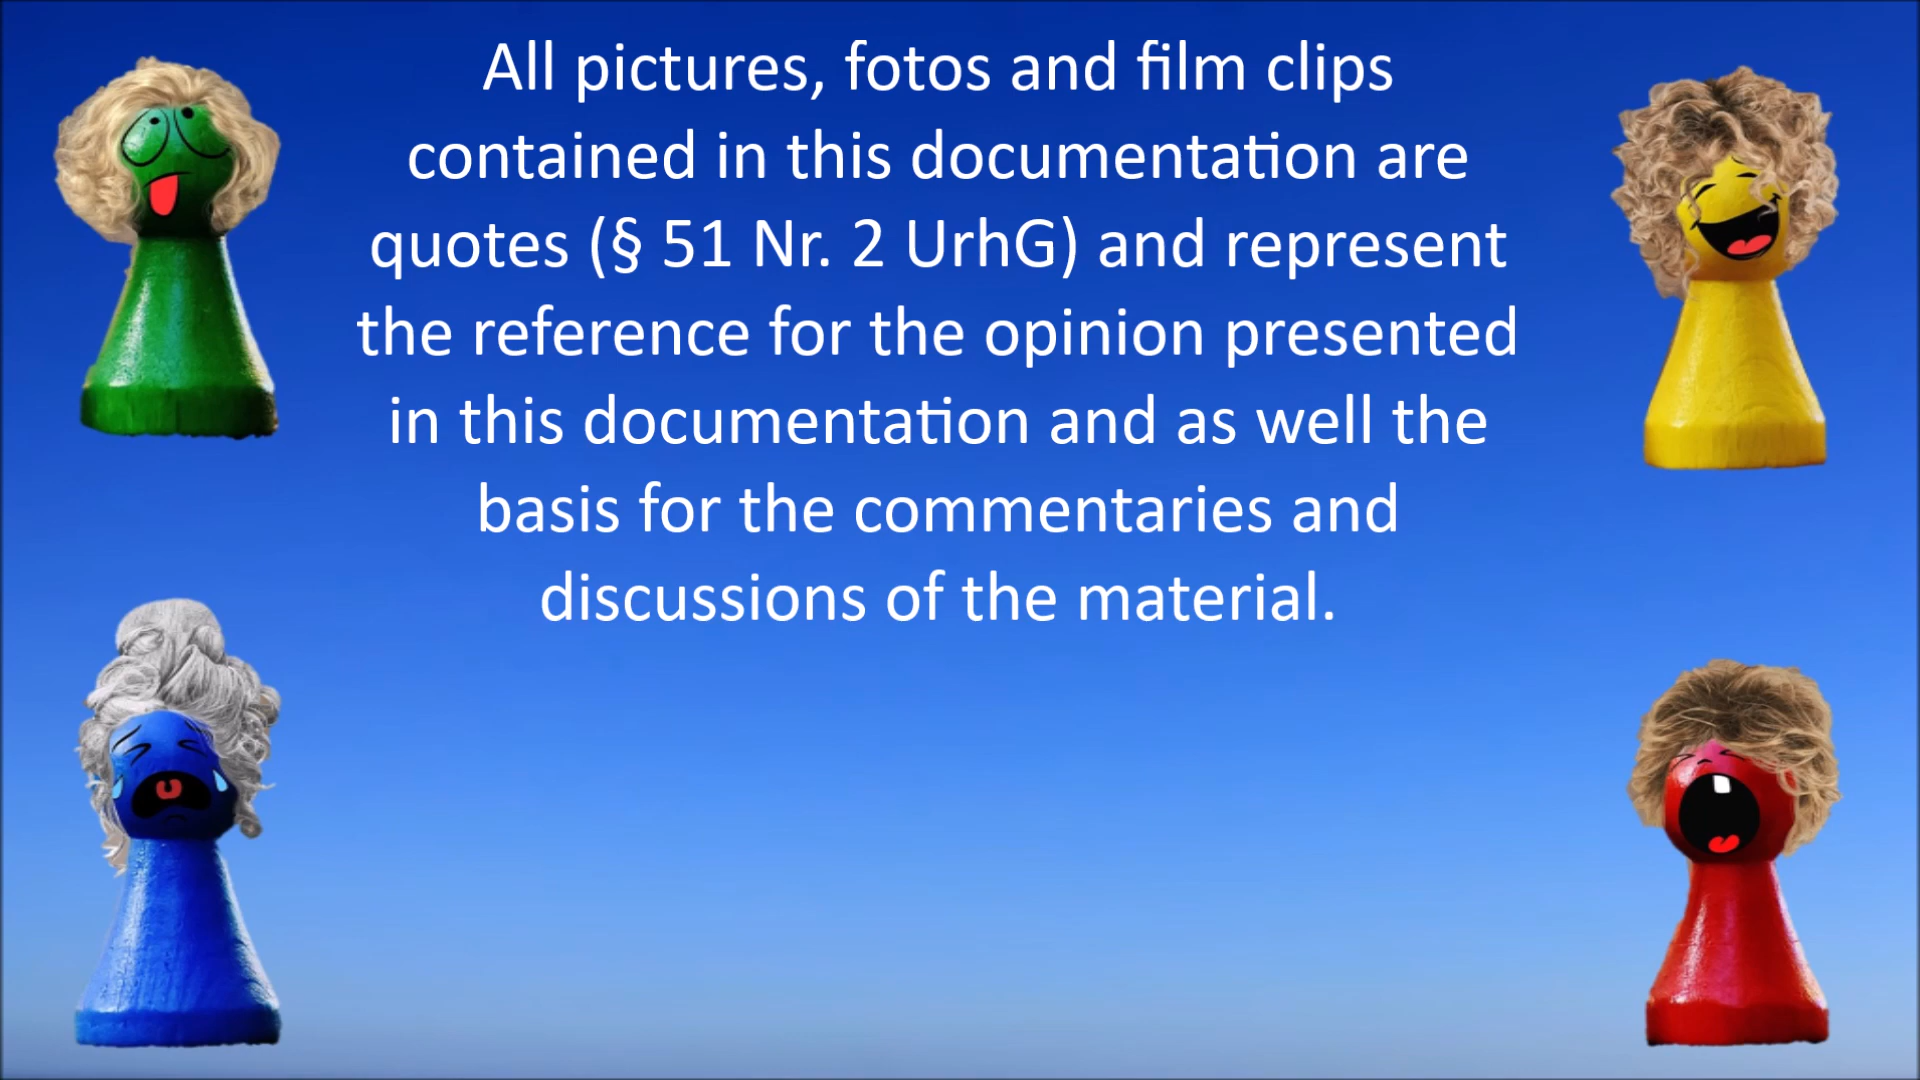 All pictures, fotos and film clips
contained in this documentation are
quotes (§ 51 Nr. 2 UrhG) and represent
the reference for the opinion presented
in this documentation and as well the
basis for the commentaries and
discussions of the material.